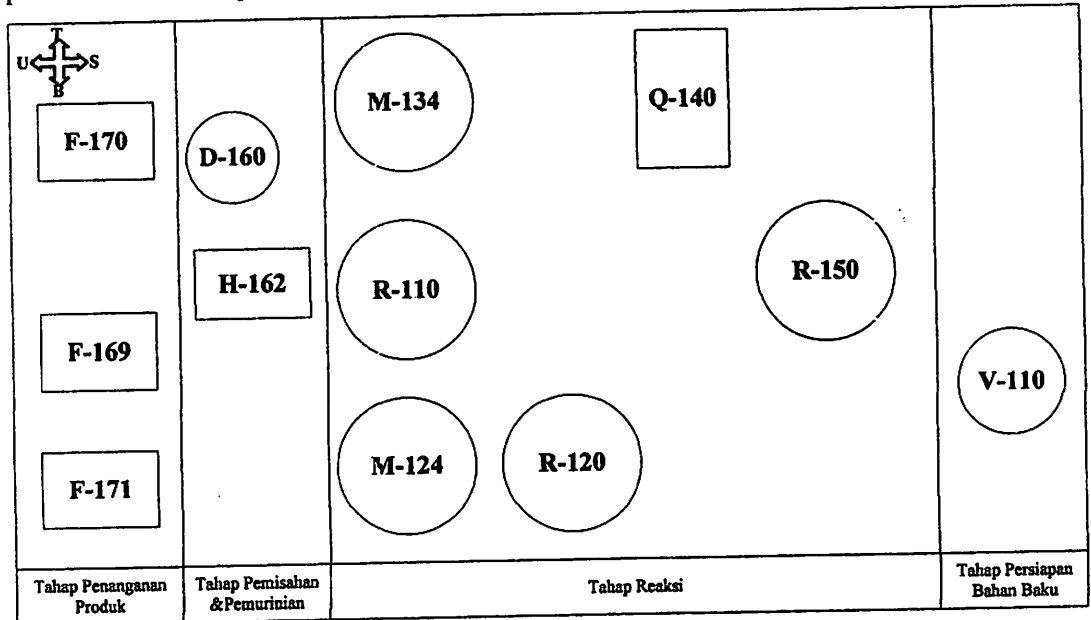 T
U
S
B
M-134
Q-140
F-170
D-160
H-162
R-110
R-150
F-169
V-110
M-124
R-120
F-171
Tahap Penanganan
Produk
Tahap Pemisahan
&Pemurinian
Tahap Reaksi
Tahap Persiapan
Bahan Baku